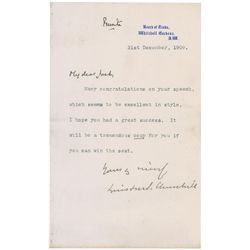 Private
Board of Trade,
Whitehall Gardens,
S.W.
31st December, 1909.
My dear Jack,
Many congratulations on your speech,
which seems to be excellent in style.
I hope you had a great success. It
will be a tremendous coup for you if
you can win the seat.
Yours
Winston S. Churchill